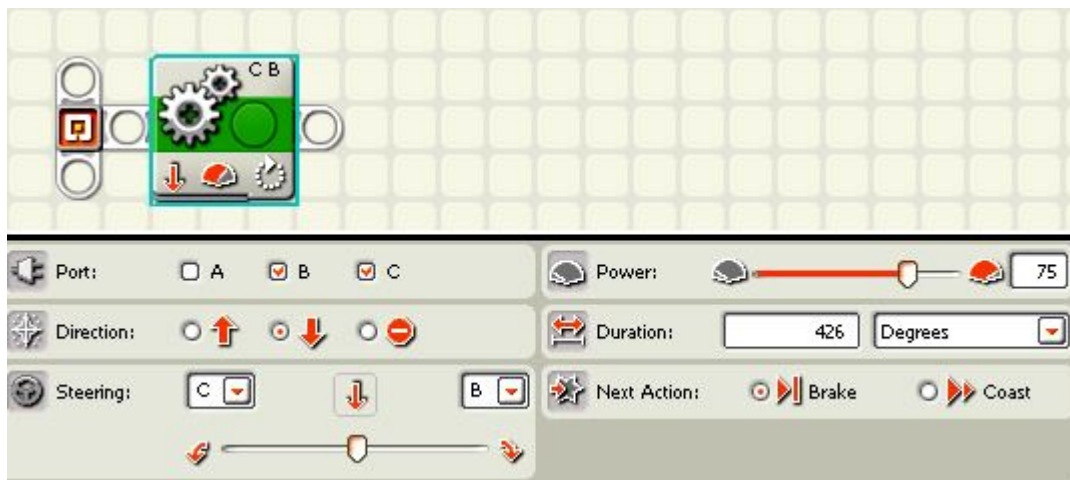 C B
Port: A B C
Power: 75
Direction:
Duration: 426 Degrees
Steering: C B
Next Action: Brake Coast